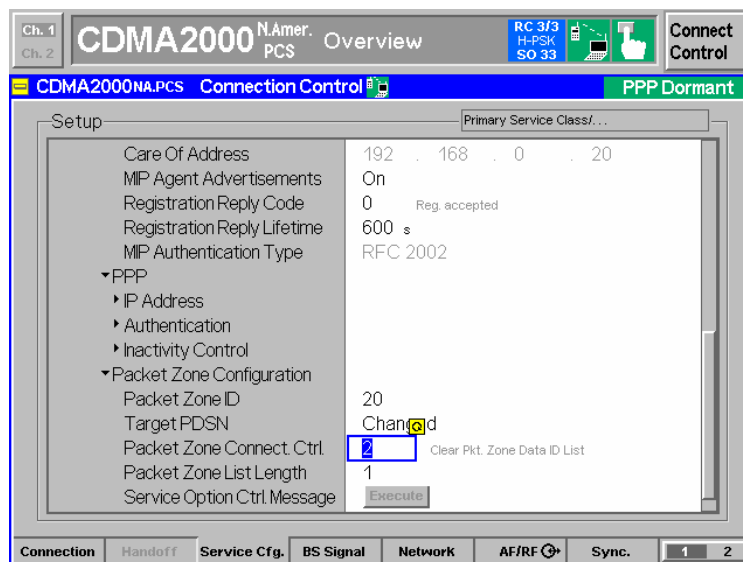 Ch. 1
Ch. 2
CDMA2000 N.Amer. PCS Overview
RC 3/3
H-PSK
SO 33
Connect Control
CDMA2000 NA.PCS Connection Control
PPP Dormant
Setup
Primary Service Class/...
Care Of Address 192 . 168 . 0 . 20
MIP Agent Advertisements On
Registration Reply Code 0 Reg. accepted
Registration Reply Lifetime 600 s
MIP Authentication Type RFC 2002
PPP
IP Address
Authentication
Inactivity Control
Packet Zone Configuration
Packet Zone ID 20
Target PDSN Changed
Packet Zone Connect. Ctrl. 2 Clear Pkt. Zone Data ID List
Packet Zone List Length 1
Service Option Ctrl. Message Execute
Connection Handoff Service Cfg. BS Signal Network AF/RF Sync. 1 2